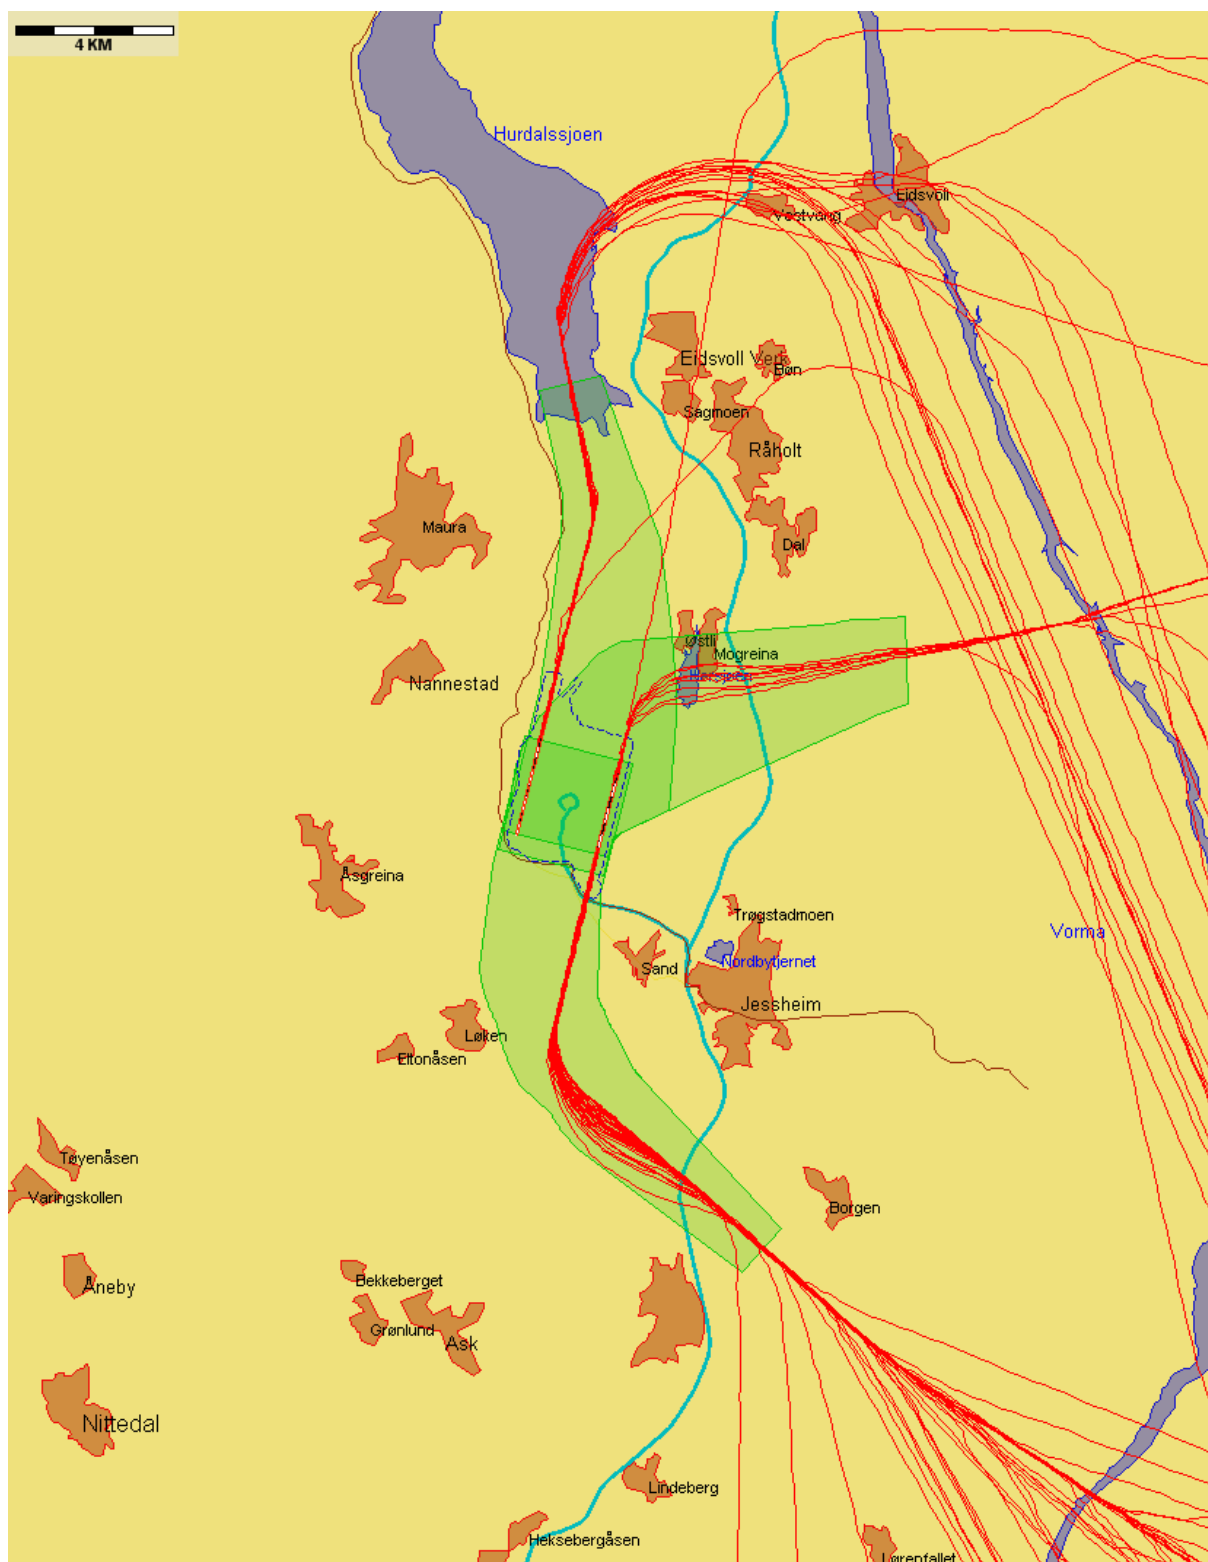 4 KM
Hurdalssjoen
Eidsvoll
Vestvang
Eidsvoll Verk
Bøn
Sagmoen
Råholt
Maura
Dal
Østli
Mogreina
Nannestad
Åsgreina
Trøgstadmoen
Vorma
Sand
Nordbytjernet
Jessheim
Løken
Eltonåsen
Tøyenåsen
Varingskollen
Borgen
Bekkeberget
Åneby
Grønlund
Ask
Nittedal
Lindeberg
Heksebergåsen
Lørenfallet